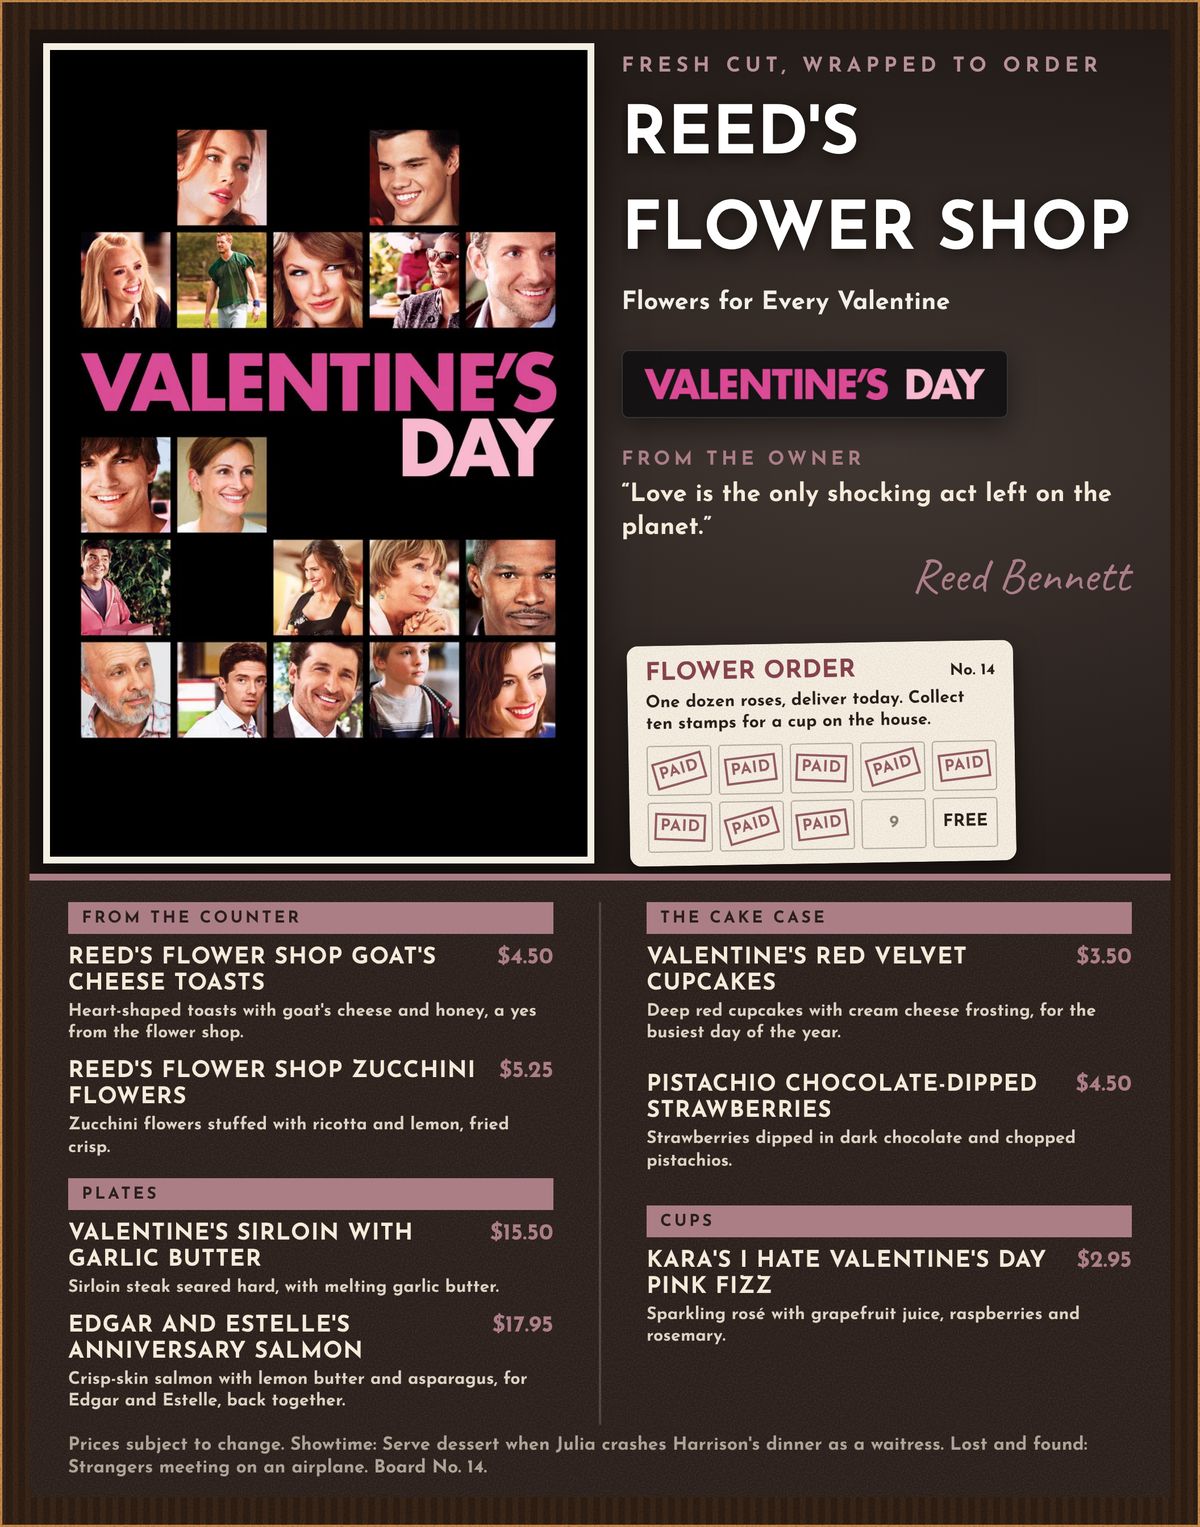 VALENTINE'S
DAY
FRESH CUT, WRAPPED TO ORDER
REED'S
FLOWER SHOP
Flowers for Every Valentine
VALENTINE'S DAY
FROM THE OWNER
“Love is the only shocking act left on the
planet.”
Reed Bennett
FLOWER ORDER No. 14
One dozen roses, deliver today. Collect
ten stamps for a cup on the house.
PAID PAID PAID PAID PAID
PAID PAID PAID 9 FREE
FROM THE COUNTER
REED'S FLOWER SHOP GOAT'S $4.50
CHEESE TOASTS
Heart-shaped toasts with goat's cheese and honey, a yes
from the flower shop.
REED'S FLOWER SHOP ZUCCHINI $5.25
FLOWERS
Zucchini flowers stuffed with ricotta and lemon, fried
crisp.
PLATES
VALENTINE'S SIRLOIN WITH $15.50
GARLIC BUTTER
Sirloin steak seared hard, with melting garlic butter.
EDGAR AND ESTELLE'S $17.95
ANNIVERSARY SALMON
Crisp-skin salmon with lemon butter and asparagus, for
Edgar and Estelle, back together.
THE CAKE CASE
VALENTINE'S RED VELVET $3.50
CUPCAKES
Deep red cupcakes with cream cheese frosting, for the
busiest day of the year.
PISTACHIO CHOCOLATE-DIPPED $4.50
STRAWBERRIES
Strawberries dipped in dark chocolate and chopped
pistachios.
CUPS
KARA'S I HATE VALENTINE'S DAY $2.95
PINK FIZZ
Sparkling rosé with grapefruit juice, raspberries and
rosemary.
Prices subject to change. Showtime: Serve dessert when Julia crashes Harrison's dinner as a waitress. Lost and found:
Strangers meeting on an airplane. Board No. 14.